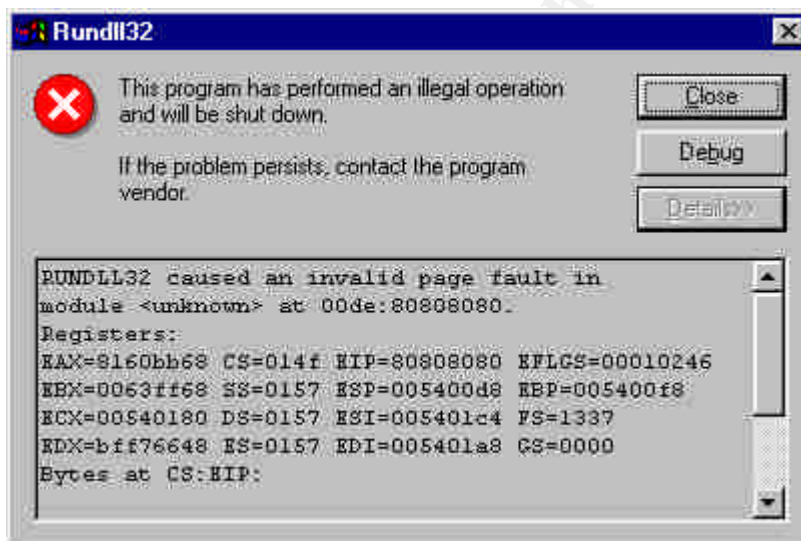 Rundll32
This program has performed an illegal operation
and will be shut down.
If the problem persists, contact the program
vendor.
Close
Debug
Details>>
RUNDLL32 caused an invalid page fault in
module <unknown> at 00de:80808080.
Registers:
EAX=8160bb68 CS=014f EIP=80808080 EFLGS=00010246
EBX=0063ff68 SS=0157 ESP=005400d8 EBP=005400f8
ECX=00540180 DS=0157 ESI=005401c4 FS=1337
EDX=bff76648 ES=0157 EDI=005401a8 GS=0000
Bytes at CS:EIP: